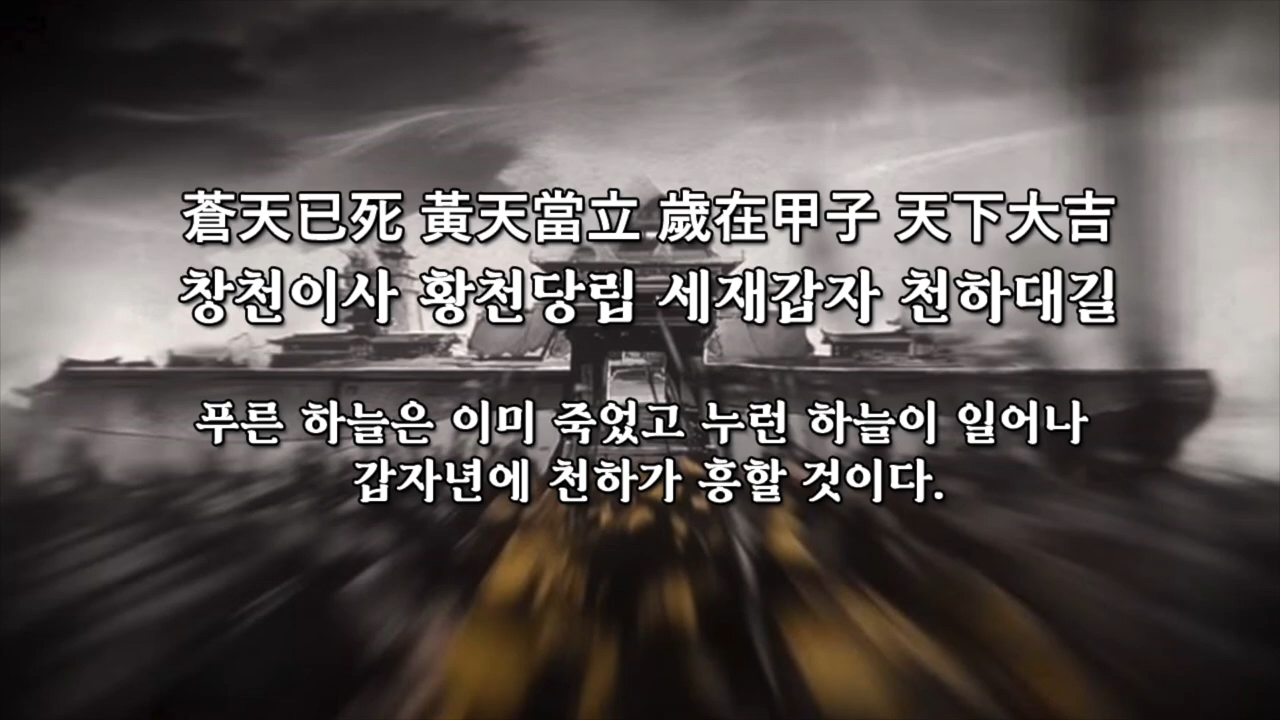 蒼天已死 黃天當立 歲在甲子 天下大吉
창천이사 황천당립 세재갑자 천하대길
푸른 하늘은 이미 죽었고 누런 하늘이 일어나
갑자년에 천하가 흥할 것이다.